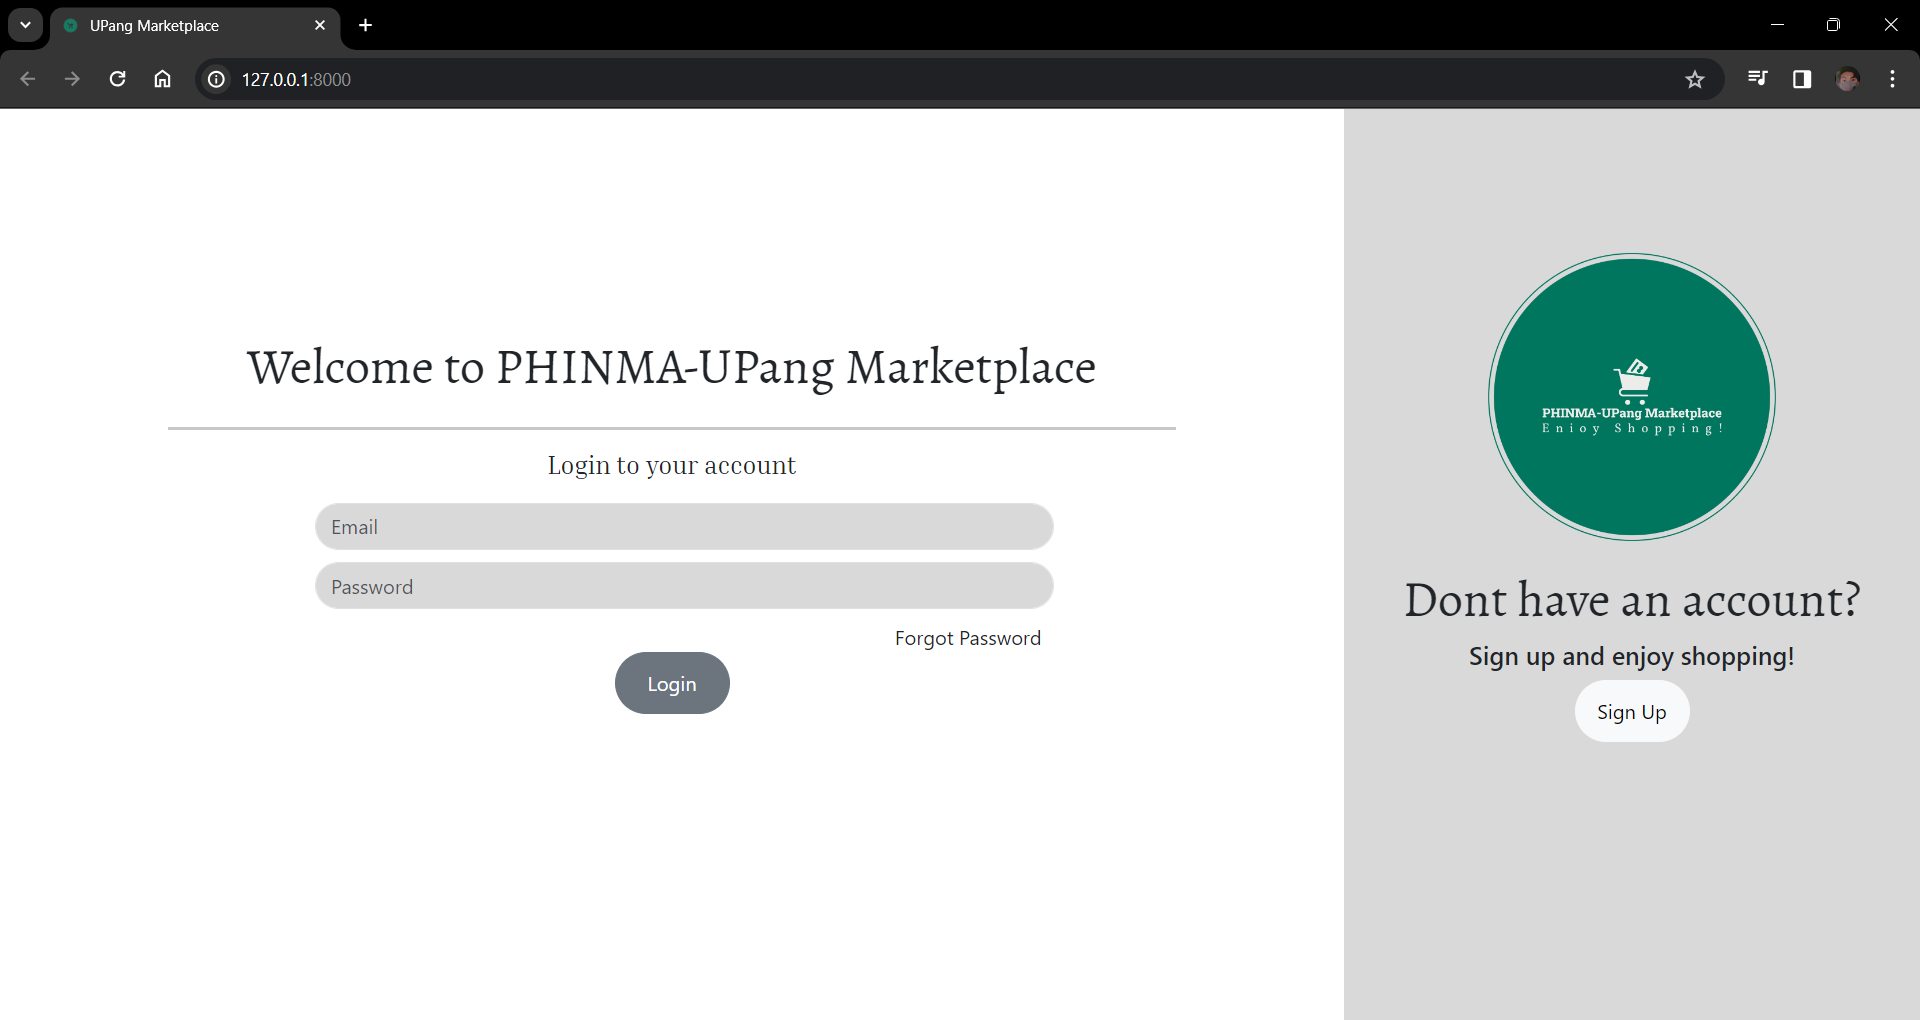 UPang Marketplace
127.0.0.1:8000
Welcome to PHINMA-UPang Marketplace
Login to your account
Email
Password
Forgot Password
Login
PHINMA-UPang Marketplace
Enjoy Shopping!
Dont have an account?
Sign up and enjoy shopping!
Sign Up